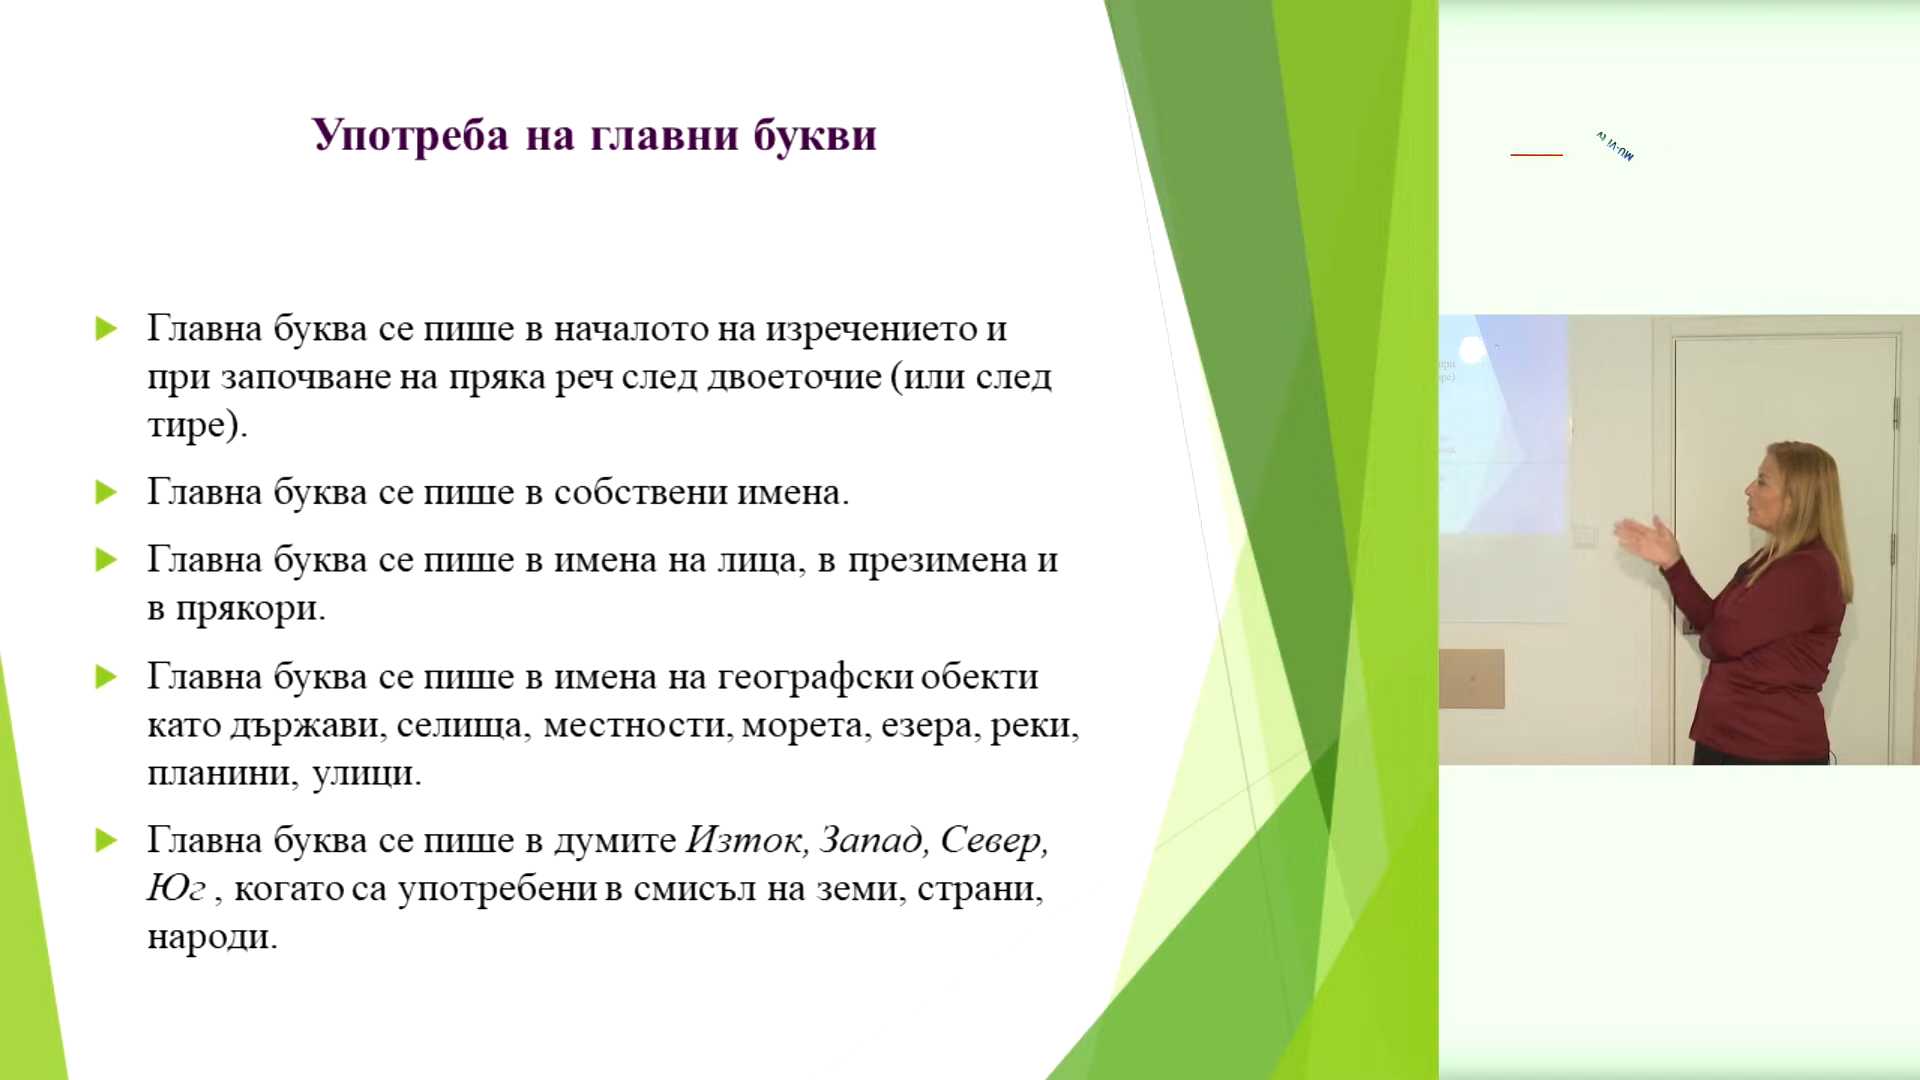 Употреба на главни букви
Главна буква се пише в началото на изречението и
при започване на пряка реч след двоеточие (или след
тире).
Главна буква се пише в собствени имена.
Главна буква се пише в имена на лица, в презимена и
в прякори.
Главна буква се пише в имена на географски обекти
като държави, селища, местности, морета, езера, реки,
планини, улици.
Главна буква се пише в думите Изток, Запад, Север,
Юг , когато са употребени в смисъл на земи, страни,
народи.
MU-VI tv